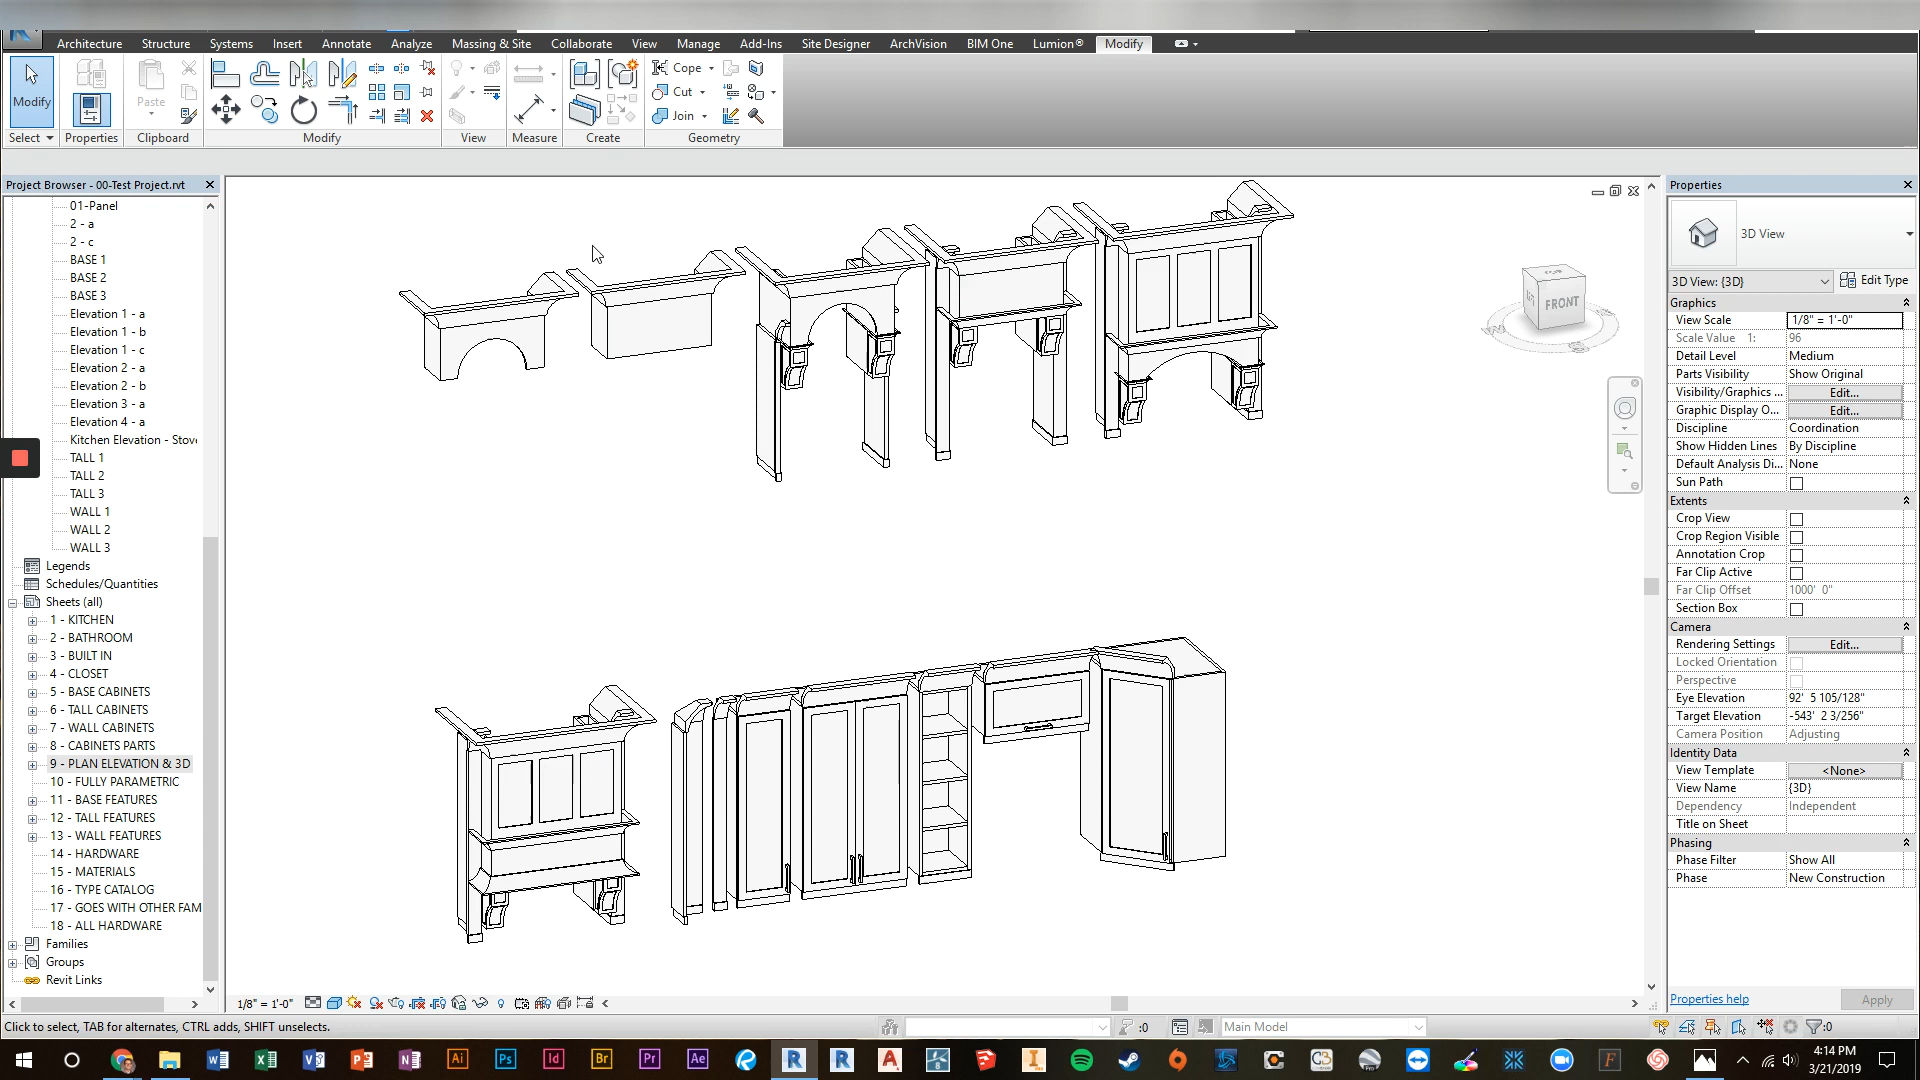 Architecture Structure Systems Insert Annotate Analyze Massing & Site Collaborate View Manage Add-Ins Site Designer ArchVision BIM One Lumion® Modify
Modify
Paste
Cope
Cut
Join
Select Properties Clipboard Modify View Measure Create Geometry
Project Browser - 00-Test Project.rvt
01-Panel
2 - a
2 - c
BASE 1
BASE 2
BASE 3
Elevation 1 - a
Elevation 1 - b
Elevation 1 - c
Elevation 2 - a
Elevation 2 - b
Elevation 3 - a
Elevation 4 - a
Kitchen Elevation - Stov
TALL 1
TALL 2
TALL 3
WALL 1
WALL 2
WALL 3
Legends
Schedules/Quantities
Sheets (all)
1 - KITCHEN
2 - BATHROOM
3 - BUILT IN
4 - CLOSET
5 - BASE CABINETS
6 - TALL CABINETS
7 - WALL CABINETS
8 - CABINETS PARTS
9 - PLAN ELEVATION & 3D
10 - FULLY PARAMETRIC
11 - BASE FEATURES
12 - TALL FEATURES
13 - WALL FEATURES
14 - HARDWARE
15 - MATERIALS
16 - TYPE CATALOG
17 - GOES WITH OTHER FAM
18 - ALL HARDWARE
Families
Groups
Revit Links
FRONT
1/8" = 1'-0"
Properties
3D View
3D View: {3D} Edit Type
Graphics
View Scale 1/8" = 1'-0"
Scale Value 1: 96
Detail Level Medium
Parts Visibility Show Original
Visibility/Graphics ... Edit...
Graphic Display O... Edit...
Discipline Coordination
Show Hidden Lines By Discipline
Default Analysis Di... None
Sun Path
Extents
Crop View
Crop Region Visible
Annotation Crop
Far Clip Active
Far Clip Offset 1000' 0"
Section Box
Camera
Rendering Settings Edit...
Locked Orientation
Perspective
Eye Elevation 92' 5 105/128"
Target Elevation -543' 2 3/256"
Camera Position Adjusting
Identity Data
View Template <None>
View Name {3D}
Dependency Independent
Title on Sheet
Phasing
Phase Filter Show All
Phase New Construction
Properties help Apply
Click to select, TAB for alternates, CTRL adds, SHIFT unselects. :0 Main Model :0
4:14 PM
3/21/2019